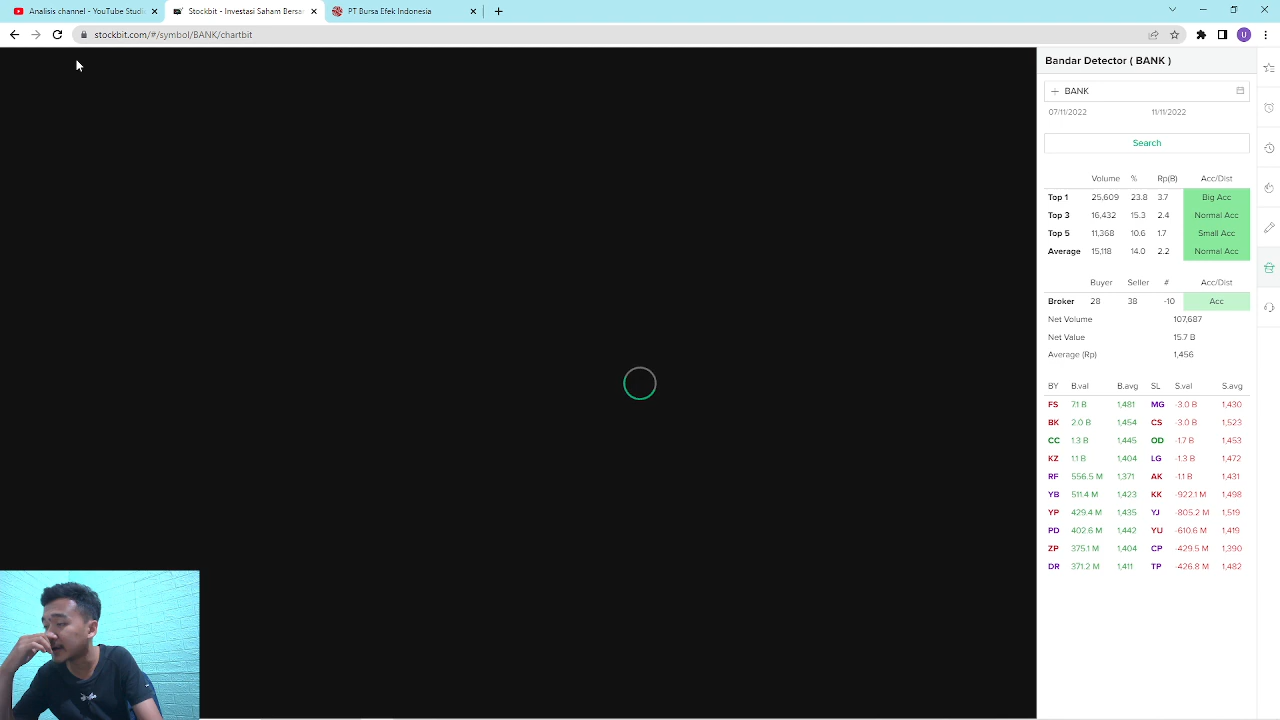 Analisis channel - YouTube Studio
Stockbit - Investasi Saham Bersa
PT Bursa Efek Indonesia
stockbit.com/#/symbol/BANK/chartbit
U
Bandar Detector ( BANK )
BANK
07/11/2022 11/11/2022
Search
Volume % Rp(B) Acc/Dist
Top 1 25,609 23.8 3.7 Big Acc
Top 3 16,432 15.3 2.4 Normal Acc
Top 5 11,368 10.6 1.7 Small Acc
Average 15,118 14.0 2.2 Normal Acc
Buyer Seller # Acc/Dist
Broker 28 38 -10 Acc
Net Volume 107,687
Net Value 15.7 B
Average (Rp) 1,456
BY B.val B.avg SL S.val S.avg
FS 7.1 B 1,481 MG -3.0 B 1,430
BK 2.0 B 1,454 CS -3.0 B 1,523
CC 1.3 B 1,445 OD -1.7 B 1,453
KZ 1.1 B 1,404 LG -1.3 B 1,472
RF 556.5 M 1,371 AK -1.1 B 1,431
YB 511.4 M 1,423 KK -922.1 M 1,498
YP 429.4 M 1,435 YJ -805.2 M 1,519
PD 402.6 M 1,442 YU -610.6 M 1,419
ZP 375.1 M 1,404 CP -429.5 M 1,390
DR 371.2 M 1,411 TP -426.8 M 1,482